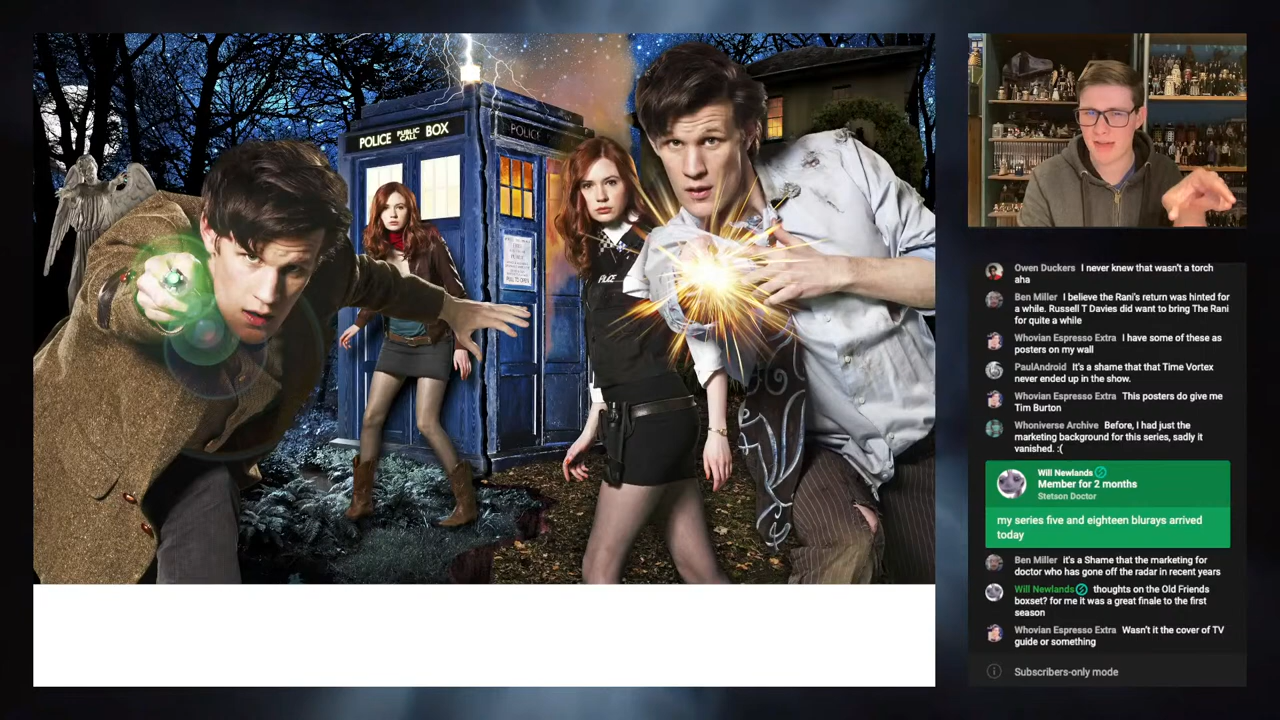 POLICE PUBLIC CALL BOX
POLICE
POLICE
Owen Duckers I never knew that wasn't a torch
aha
Ben Miller I believe the Rani's return was hinted for
a while. Russell T Davies did want to bring The Rani
for quite a while
Whovian Espresso Extra I have some of these as
posters on my wall
PaulAndroid It's a shame that that Time Vortex
never ended up in the show.
Whovian Espresso Extra This posters do give me
Tim Burton
Whoniverse Archive Before, I had just the
marketing background for this series, sadly it
vanished. :(
Will Newlands
Member for 2 months
Stetson Doctor
my series five and eighteen blurays arrived
today
Ben Miller it's a Shame that the marketing for
doctor who has gone off the radar in recent years
Will Newlands thoughts on the Old Friends
boxset? for me it was a great finale to the first
season
Whovian Espresso Extra Wasn't it the cover of TV
guide or something
Subscribers-only mode